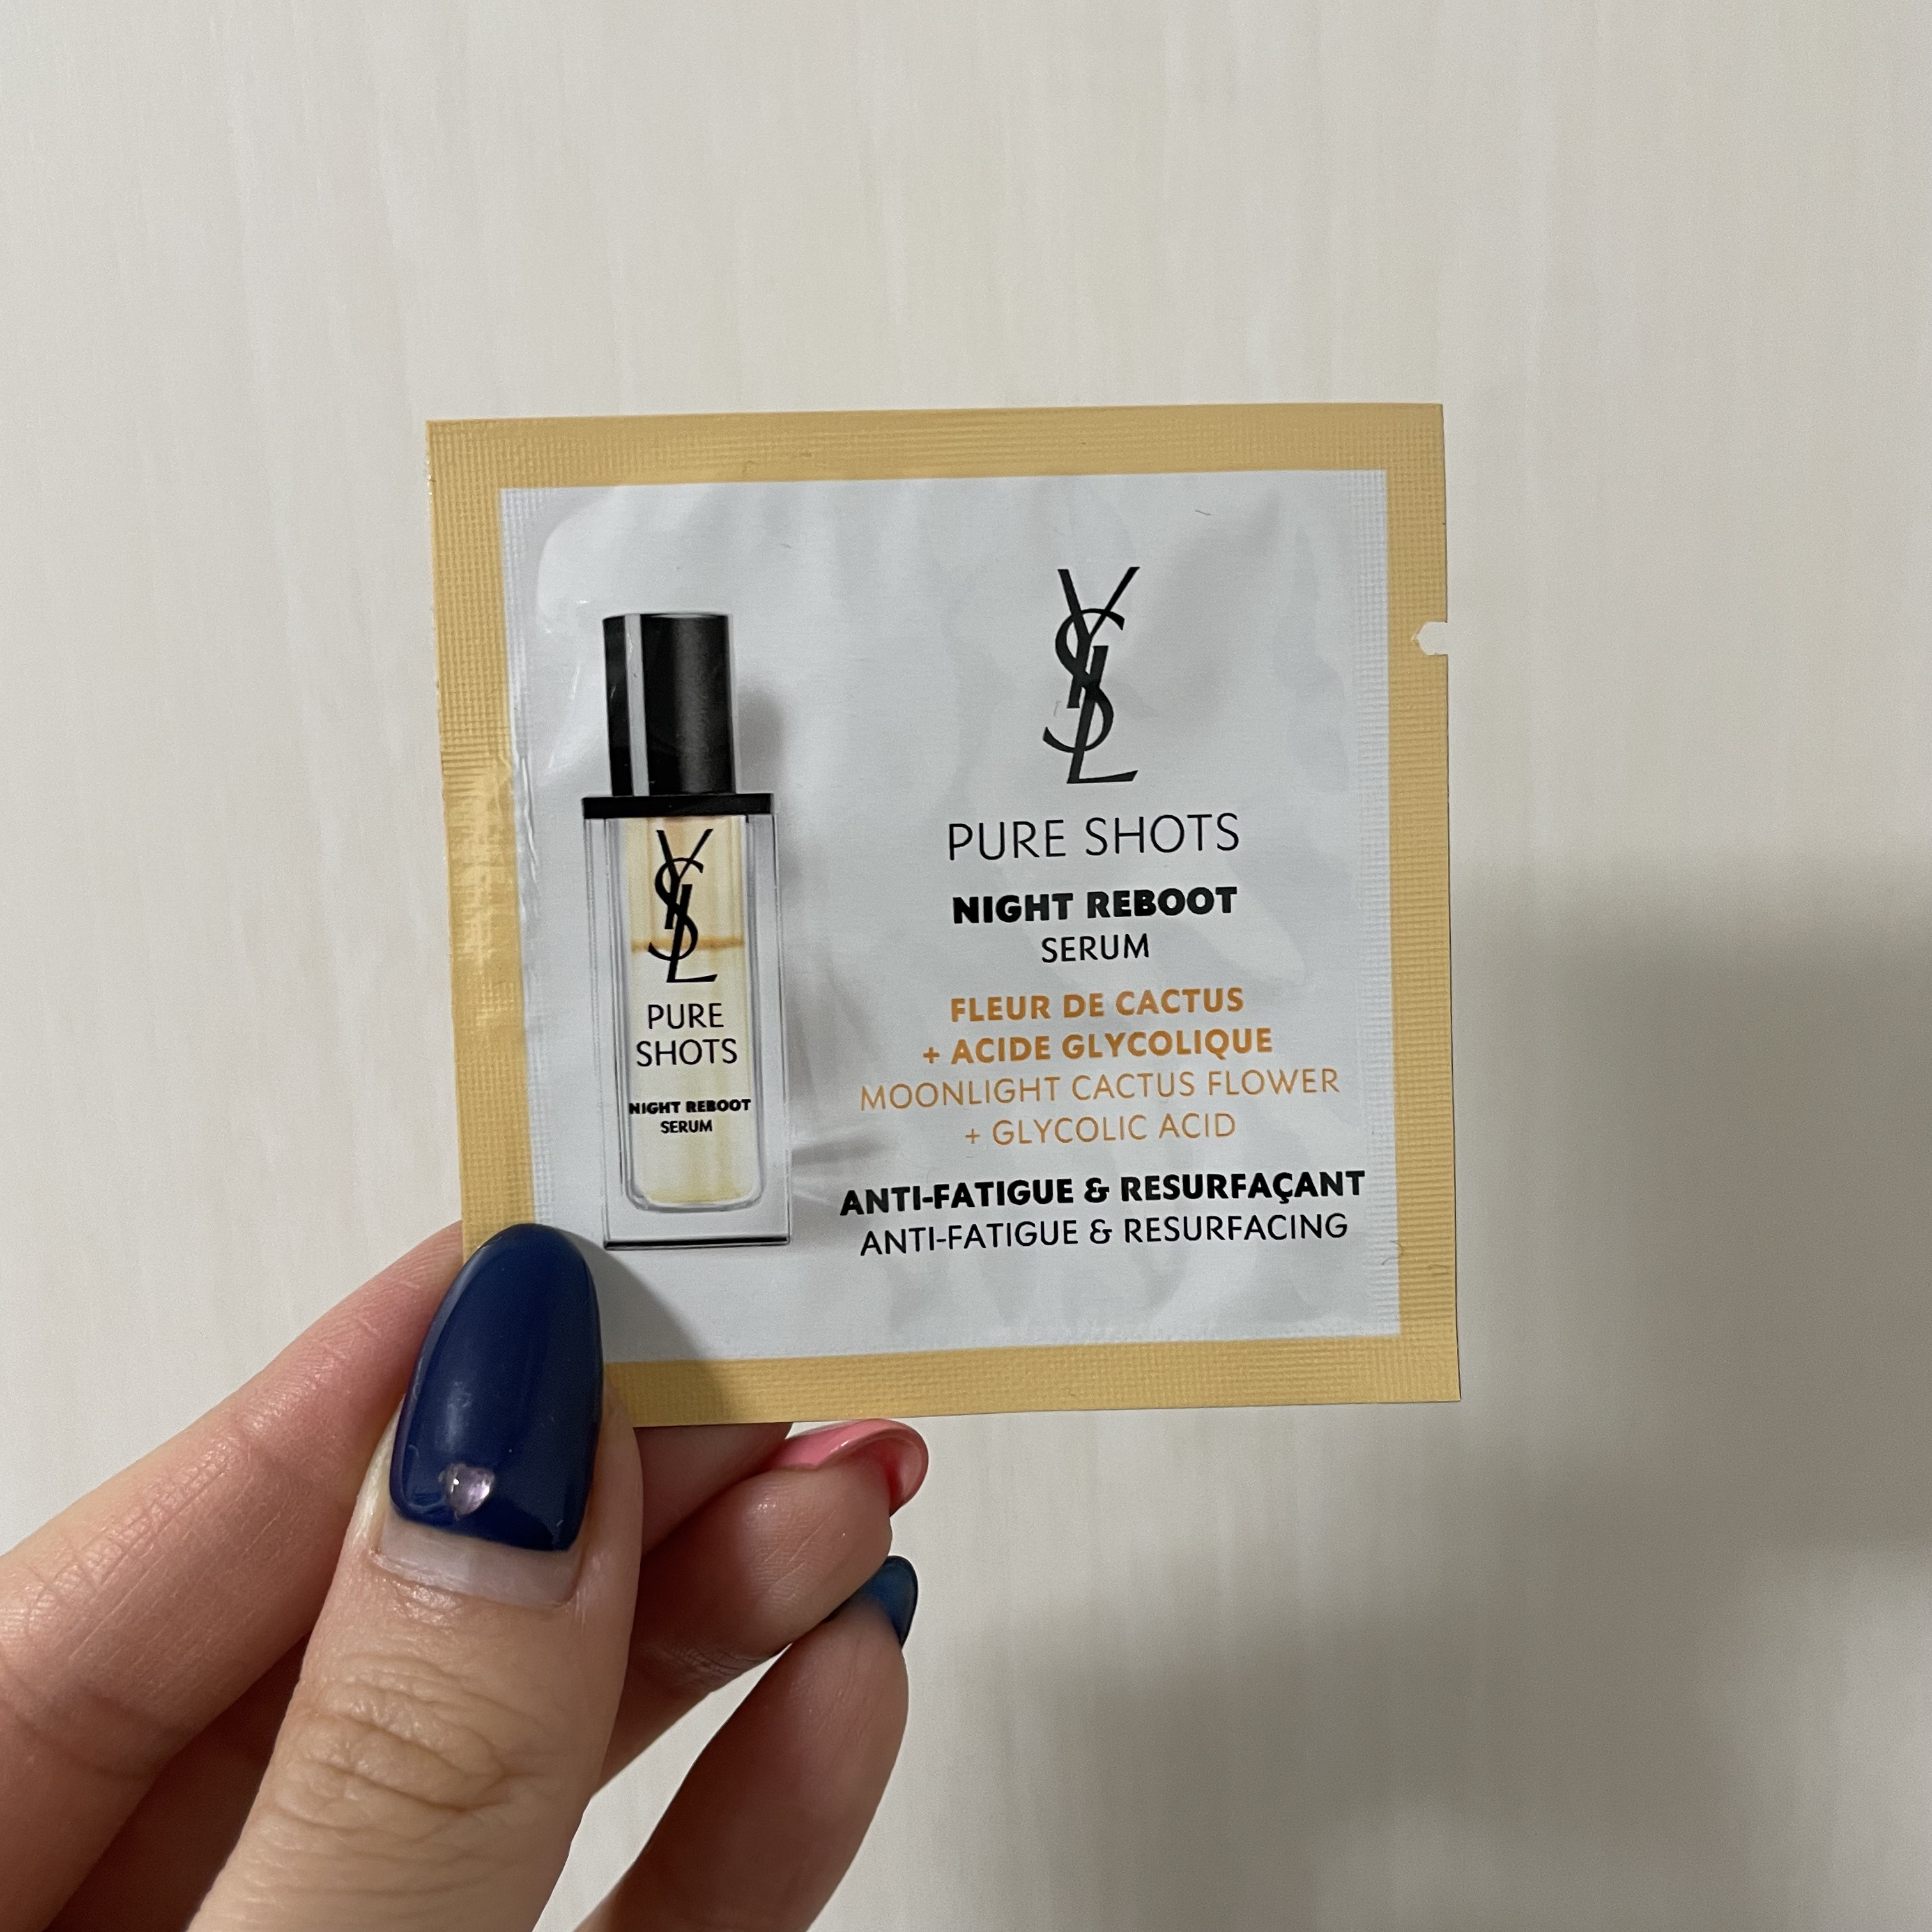 YSL
PURE
SHOTS
NIGHT REBOOT
SERUM
YSL
PURE SHOTS
NIGHT REBOOT
SERUM
FLEUR DE CACTUS
+ ACIDE GLYCOLIQUE
MOONLIGHT CACTUS FLOWER
+ GLYCOLIC ACID
ANTI-FATIGUE & RESURFAÇANT
ANTI-FATIGUE & RESURFACING